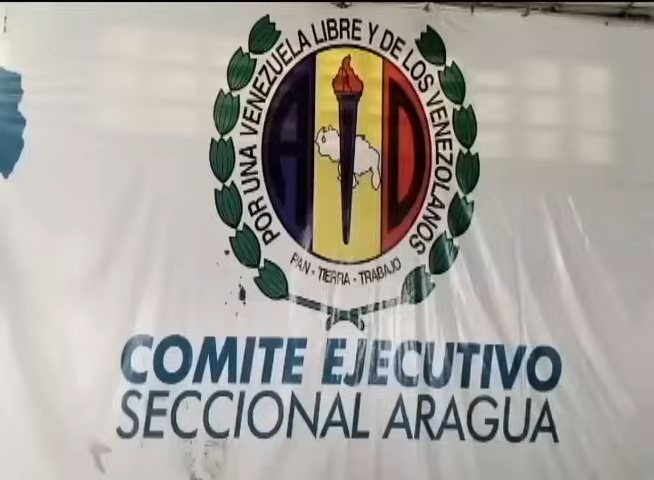 POR UNA VENEZUELA LIBRE Y DE LOS VENEZOLANOS
AD
PAN - TIERRA - TRABAJO
COMITE EJECUTIVO
SECCIONAL ARAGUA